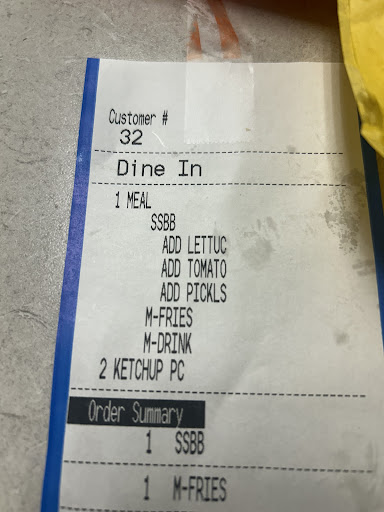 Customer #
32
Dine In
1 MEAL
SSBB
ADD LETTUC
ADD TOMATO
ADD PICKLS
M-FRIES
M-DRINK
2 KETCHUP PC
Order Summary
1 SSBB
1 M-FRIES